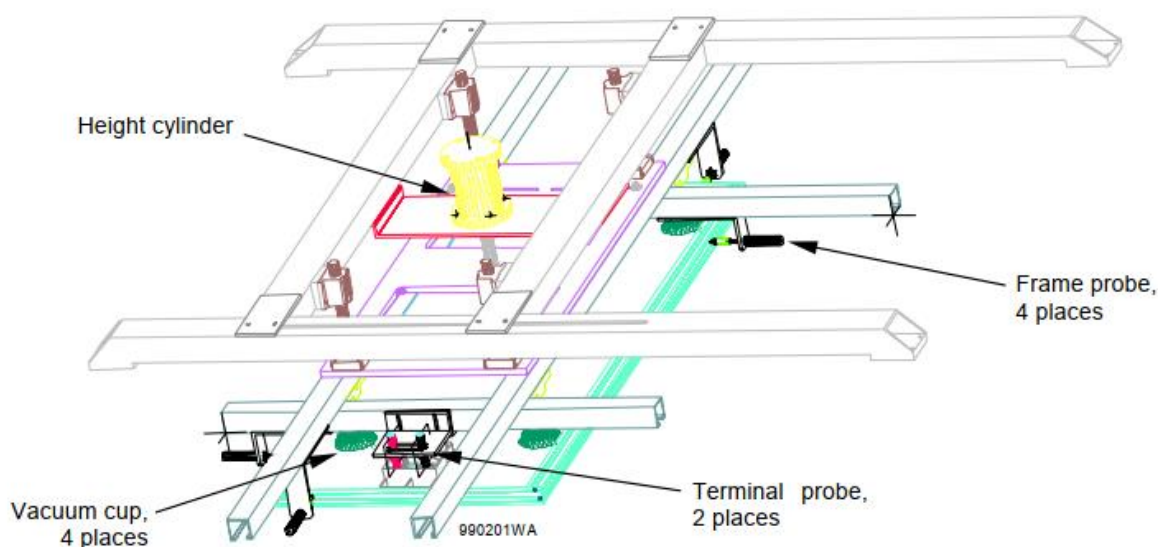 Height cylinder
Frame probe,
4 places
Vacuum cup,
4 places
Terminal probe,
2 places
990201WA